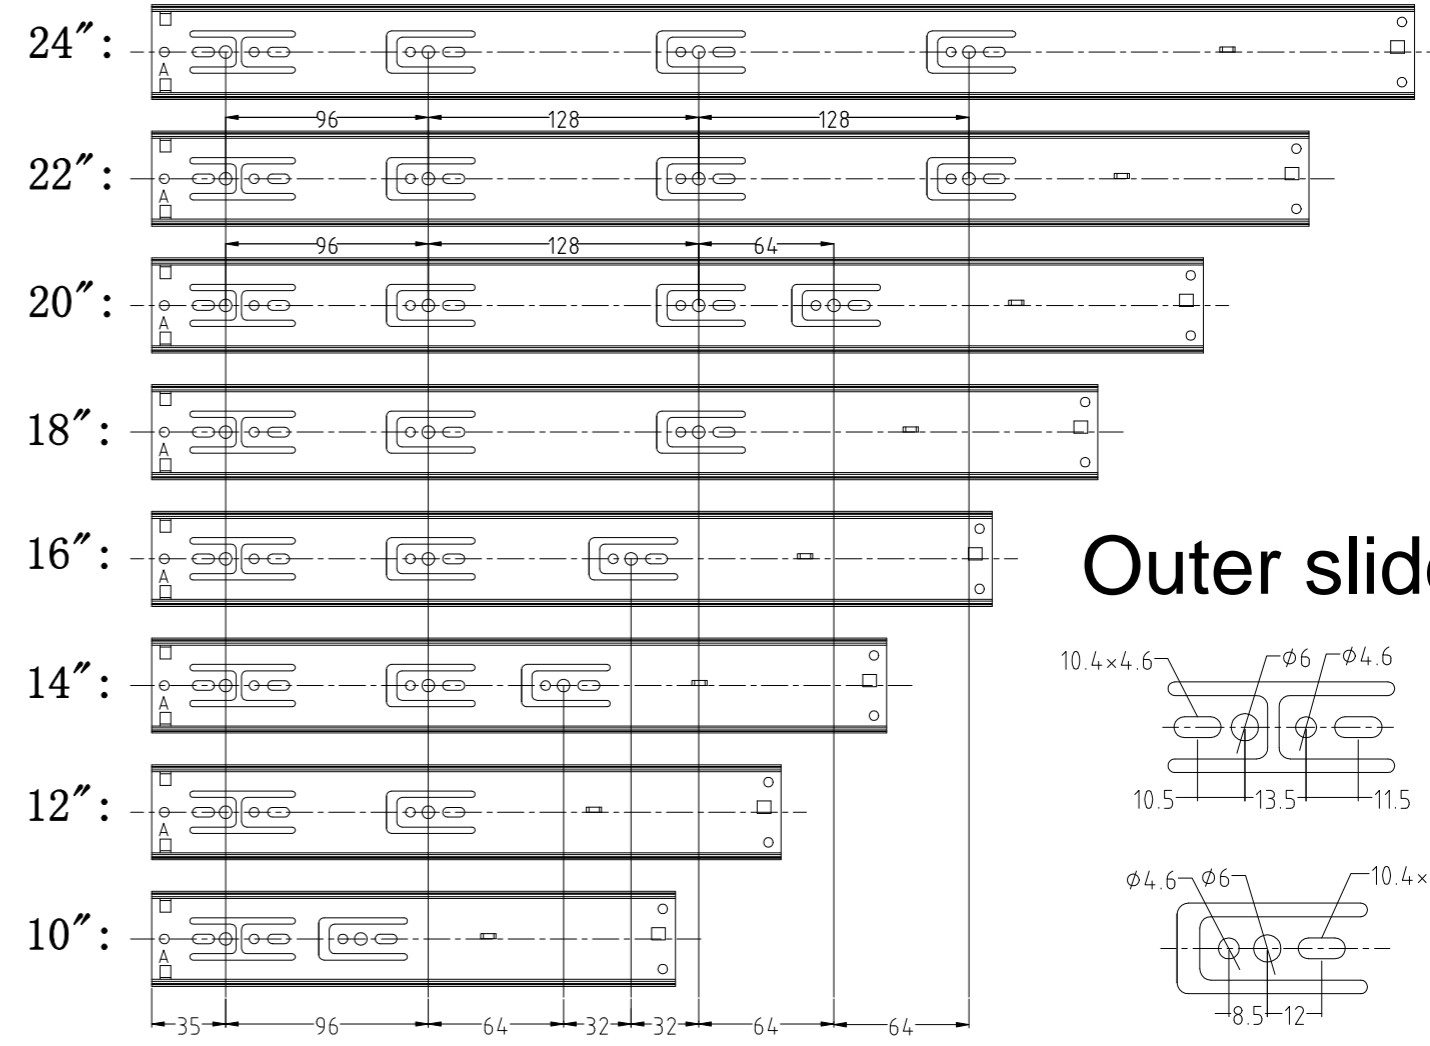 24″:
A
96 128 128
22″:
A
96 128 64
20″:
A
18″:
A
16″:
A
Outer slide
14″:
A
10.4×4.6 ϕ6 ϕ4.6
10.5 13.5 11.5
12″:
A
ϕ4.6 ϕ6 10.4×
10″:
A
8.5 12
35 96 64 32 32 64 64